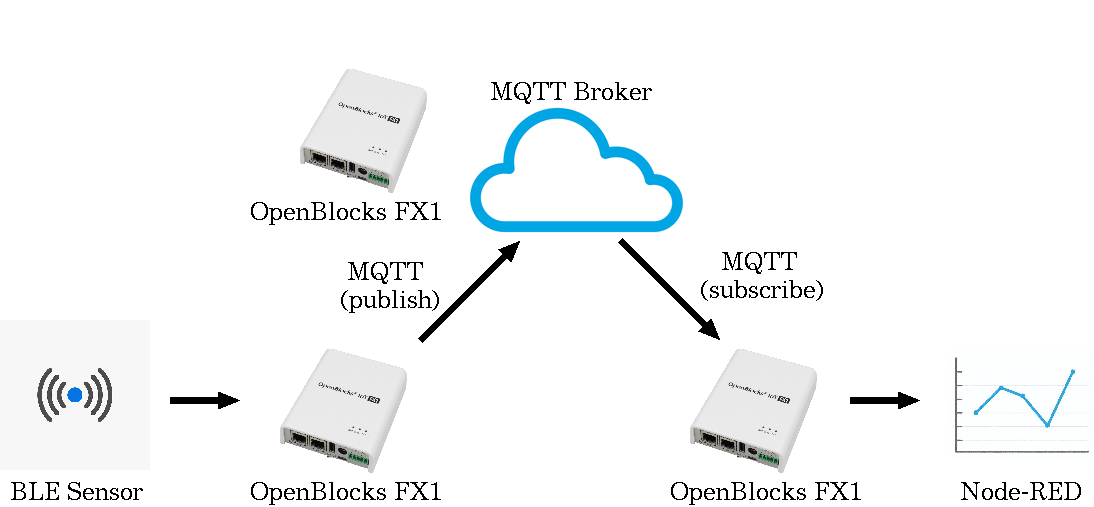 MQTT Broker
OpenBlocks FX1
MQTT
(publish)
MQTT
(subscribe)
BLE Sensor
OpenBlocks FX1
OpenBlocks FX1
Node-RED